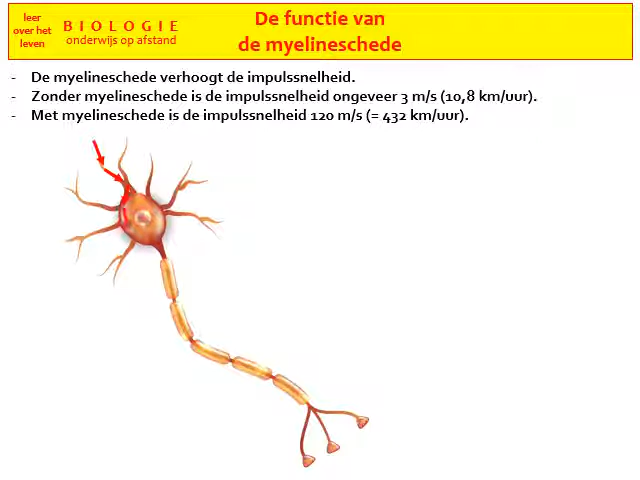 leer
over het
leven
B I O L O G I E
onderwijs op afstand
De functie van
de myelineschede
- De myelineschede verhoogt de impulssnelheid.
- Zonder myelineschede is de impulssnelheid ongeveer 3 m/s (10,8 km/uur).
- Met myelineschede is de impulssnelheid 120 m/s (= 432 km/uur).